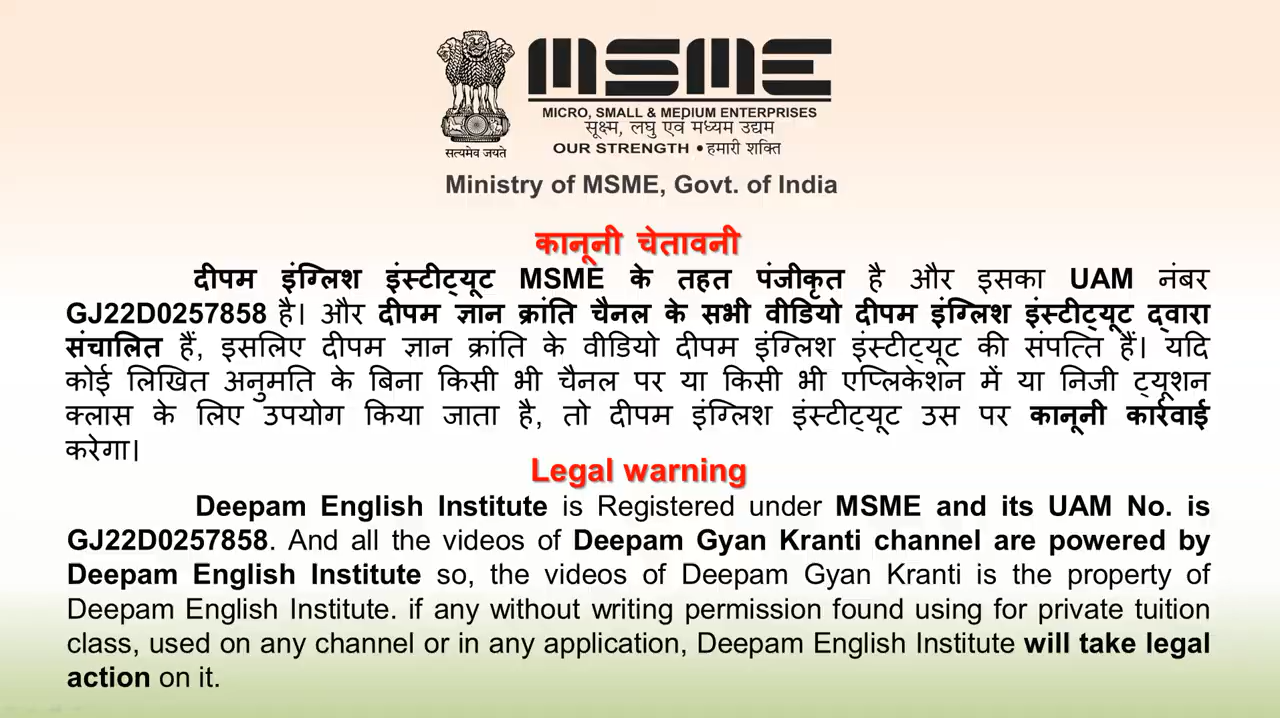 MSME
MICRO, SMALL & MEDIUM ENTERPRISES
सूक्ष्म, लघु एवं मध्यम उद्यम
सत्यमेव जयते
OUR STRENGTH • हमारी शक्ति
Ministry of MSME, Govt. of India
कानूनी चेतावनी
दीपम इंग्लिश इंस्टीट्यूट MSME के तहत पंजीकृत है और इसका UAM नंबर
GJ22D0257858 है। और दीपम ज्ञान क्रांति चैनल के सभी वीडियो दीपम इंग्लिश इंस्टीट्यूट द्वारा
संचालित हैं, इसलिए दीपम ज्ञान क्रांति के वीडियो दीपम इंग्लिश इंस्टीट्यूट की संपत्ति हैं। यदि
कोई लिखित अनुमति के बिना किसी भी चैनल पर या किसी भी एप्लिकेशन में या निजी ट्यूशन
क्लास के लिए उपयोग किया जाता है, तो दीपम इंग्लिश इंस्टीट्यूट उस पर कानूनी कार्रवाई
करेगा।
Legal warning
Deepam English Institute is Registered under MSME and its UAM No. is
GJ22D0257858. And all the videos of Deepam Gyan Kranti channel are powered by
Deepam English Institute so, the videos of Deepam Gyan Kranti is the property of
Deepam English Institute. if any without writing permission found using for private tuition
class, used on any channel or in any application, Deepam English Institute will take legal
action on it.